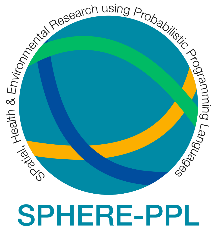 SPatial, Health & Environmental Research using Probabilistic Programming Languages
SPHERE-PPL